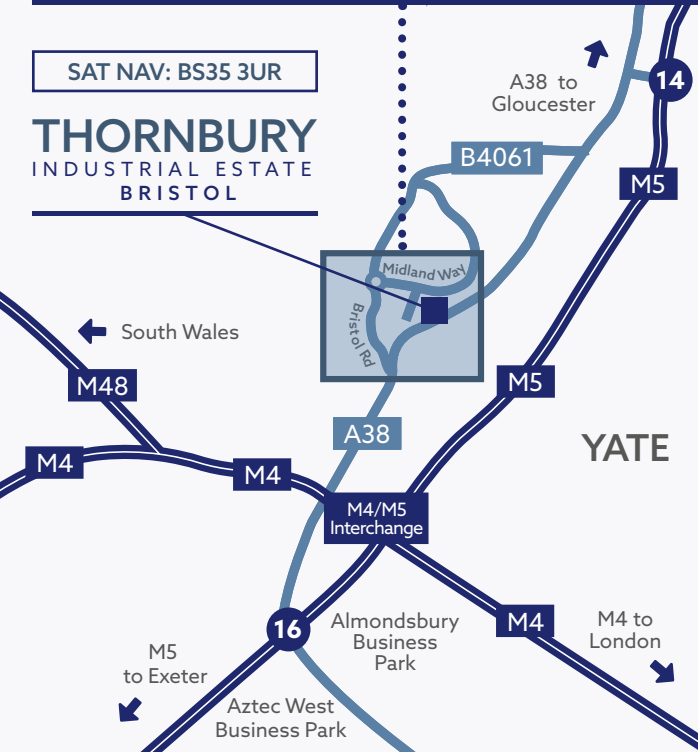 SAT NAV: BS35 3UR
THORNBURY
INDUSTRIAL ESTATE
BRISTOL
A38 to
Gloucester
14
B4061
M5
Midland Way
Bristol Rd
South Wales
M48
M5
A38
YATE
M4
M4
M4/M5
Interchange
16
Almondsbury
Business
Park
M4
M4 to
London
M5
to Exeter
Aztec West
Business Park